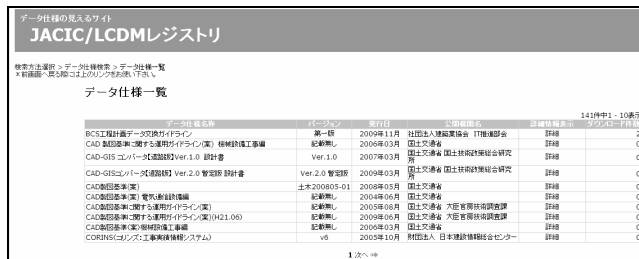 データ仕様の見えるサイト
JACIC/LCDMレジストリ
検索方法選択 > データ仕様検索 > データ仕様一覧
※前画面へ戻る際には上のリンクをお使い下さい。
データ仕様一覧
141件中1 - 10表示
データ仕様名称 バージョン 発行日 公開機関名 詳細情報表示 ダウンロード件数
BCS工程計画データ交換ガイドライン 第一版 2009年11月 社団法人建築業協会 IT推進部会 詳細
CAD 製図基準に関する運用ガイドライン(案) 機械設備工事編 記載無し 2006年03月 国土交通省 詳細 0
CAD-GIS コンバータ【道路版】Ver.1.0 設計書 Ver.1.0 2007年03月 国土交通省 国土技術政策総合研究所 詳細 0
CAD-GISコンバータ【道路版】 Ver.2.0 暫定版 設計書 Ver.2.0 暫定版 2009年03月 国土交通省 国土技術政策総合研究所 詳細 0
CAD製図基準(案) 土木200805-01 2008年05月 国土交通省 詳細 0
CAD製図基準(案) 電気通信設備編 記載無し 2004年06月 国土交通省 詳細 0
CAD製図基準に関する運用ガイドライン(案) 記載無し 2005年08月 国土交通省 大臣官房技術調査課 詳細 0
CAD製図基準に関する運用ガイドライン(案)(H21.06) 記載無し 2009年06月 国土交通省 大臣官房技術調査課 詳細 0
CAD製図基準(案)機械設備工事編 記載無し 2006年03月 国土交通省 詳細 0
CORINS(コリンズ:工事実績情報システム) v6 2005年10月 財団法人 日本建設情報総合センター 詳細 0
1 次へ ⇒